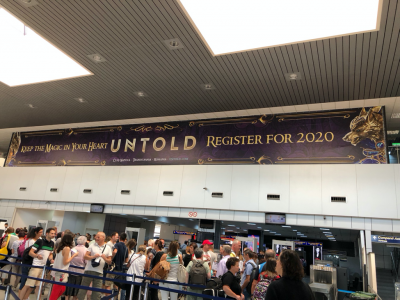 KEEP THE MAGIC IN YOUR HEART UNTOLD REGISTER FOR 2020